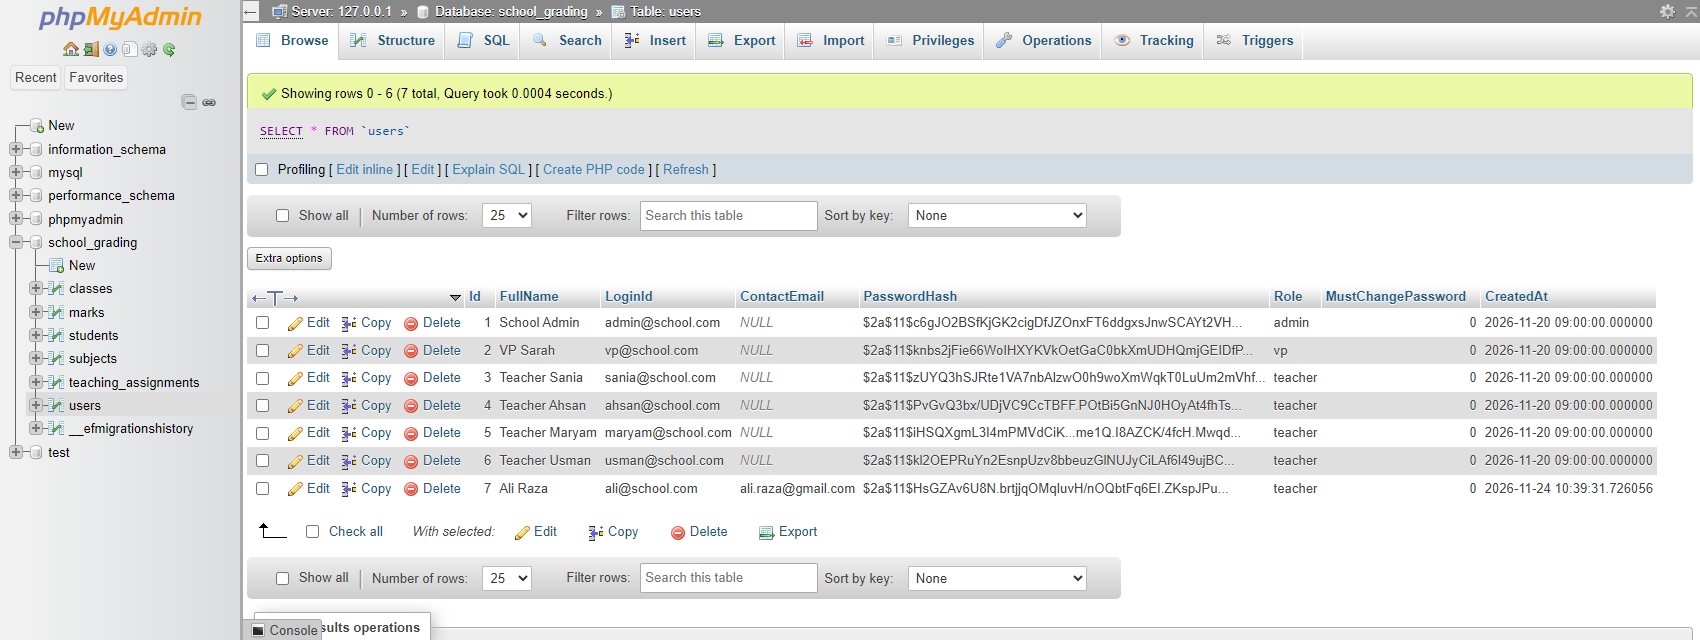 phpMyAdmin
Recent Favorites
New
information_schema
mysql
performance_schema
phpmyadmin
school_grading
New
classes
marks
students
subjects
teaching_assignments
users
__efmigrationshistory
test
Server: 127.0.0.1 » Database: school_grading » Table: users
Browse Structure SQL Search Insert Export Import Privileges Operations Tracking Triggers
Showing rows 0 - 6 (7 total, Query took 0.0004 seconds.)
SELECT * FROM `users`
Profiling [ Edit inline ] [ Edit ] [ Explain SQL ] [ Create PHP code ] [ Refresh ]
Show all Number of rows: 25 Filter rows: Search this table Sort by key: None
Extra options
Id FullName LoginId ContactEmail PasswordHash Role MustChangePassword CreatedAt
Edit Copy Delete 1 School Admin admin@school.com NULL $2a$11$c6gJO2BSfKjGK2cigDfJZOnxFT6ddgxsJnwSCAYt2VH... admin 0 2026-11-20 09:00:00.000000
Edit Copy Delete 2 VP Sarah vp@school.com NULL $2a$11$knbs2jFie66WoIHXYKVkOetGaC0bkXmUDHQmjGEIDfP... vp 0 2026-11-20 09:00:00.000000
Edit Copy Delete 3 Teacher Sania sania@school.com NULL $2a$11$zUYQ3hSJRte1VA7nbAlzwO0h9woXmWqkT0LuUm2mVhf... teacher 0 2026-11-20 09:00:00.000000
Edit Copy Delete 4 Teacher Ahsan ahsan@school.com NULL $2a$11$PvGvQ3bx/UDjVC9CcTBFF.POtBi5GnNJ0HOyAt4fhTs... teacher 0 2026-11-20 09:00:00.000000
Edit Copy Delete 5 Teacher Maryam maryam@school.com NULL $2a$11$iHSQXgmL3I4mPMVdCiK...me1Q.I8AZCK/4fcH.Mwqd... teacher 0 2026-11-20 09:00:00.000000
Edit Copy Delete 6 Teacher Usman usman@school.com NULL $2a$11$kl2OEPRuYn2EsnpUzv8bbeuzGlNUJyCiLAf6I49ujBC... teacher 0 2026-11-20 09:00:00.000000
Edit Copy Delete 7 Ali Raza ali@school.com ali.raza@gmail.com $2a$11$HsGZAv6U8N.brtjjqOMqluvH/nOQbtFq6EI.ZKspJPu... teacher 0 2026-11-24 10:39:31.726056
Check all With selected: Edit Copy Delete Export
Show all Number of rows: 25 Filter rows: Search this table Sort by key: None
Console sults operations